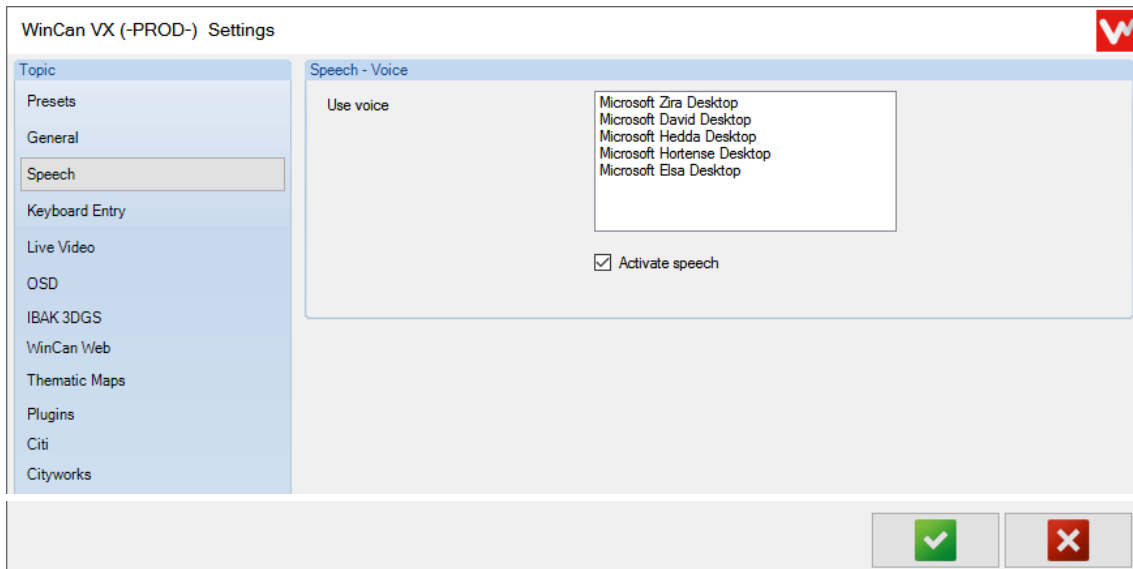 WinCan VX (-PROD-) Settings
Topic
Presets
General
Speech
Keyboard Entry
Live Video
OSD
IBAK 3DGS
WinCan Web
Thematic Maps
Plugins
Citi
Cityworks
Speech - Voice
Use voice
Microsoft Zira Desktop
Microsoft David Desktop
Microsoft Hedda Desktop
Microsoft Hortense Desktop
Microsoft Elsa Desktop
Activate speech